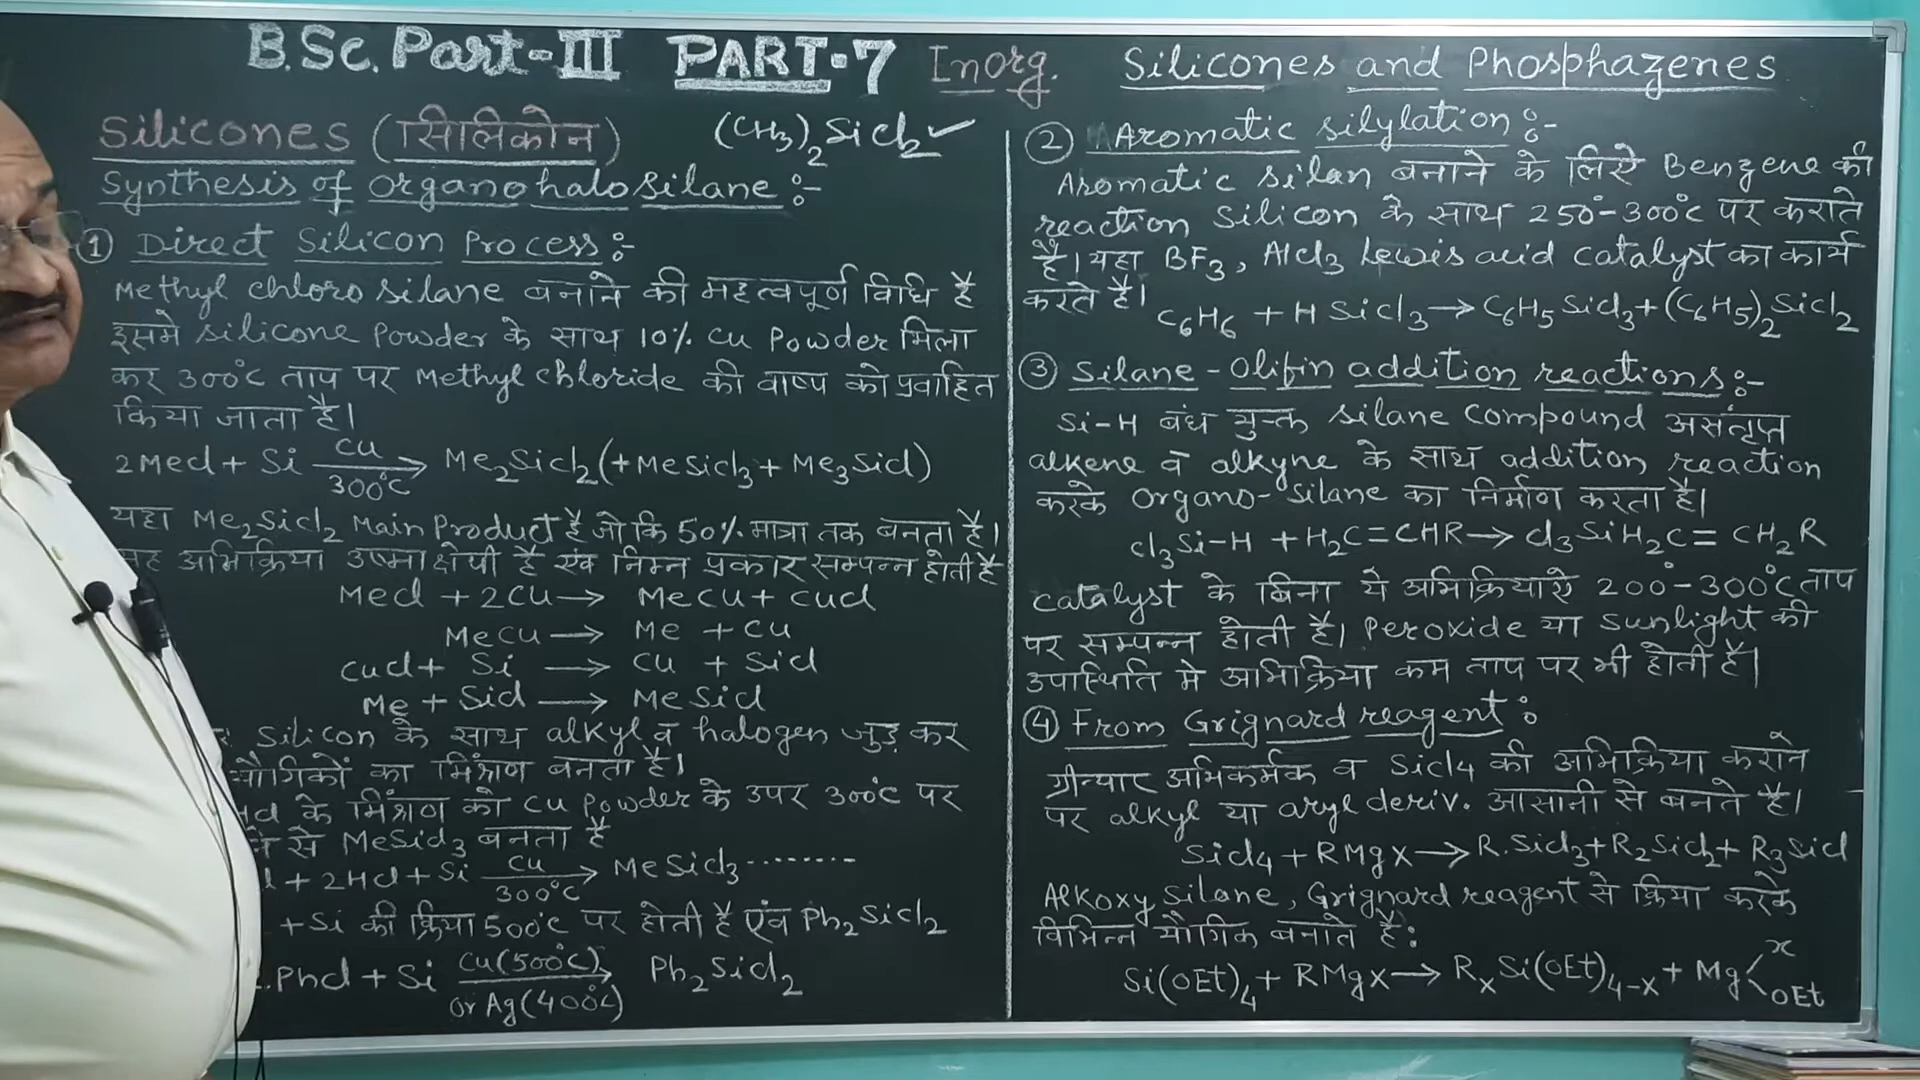 B.Sc. Part-III PART-7 Inorg. Silicones and Phosphazenes
Silicones (सिलिकोन) (CH₃)₂SiCl₂ ✓
Synthesis of organohalosilane :-
① Direct Silicon Process :-
Methyl chlorosilane बनाने की महत्वपूर्ण विधि है
इसमे silicone Powder के साथ 10% Cu Powder मिला
कर 300°C ताप पर Methyl chloride की वाष्प को प्रवाहित
किया जाता है।
2MeCl + Si —Cu/300°C→ Me₂SiCl₂ (+MeSiCl₃ + Me₃SiCl)
यहा Me₂SiCl₂ Main Product है जो कि 50% मात्रा तक बनता है।
यह अभिक्रिया उष्माक्षेपी है एंव निम्न प्रकार सम्पन्न होती है
MeCl + 2Cu → MeCu + CuCl
MeCu → Me + Cu
CuCl + Si → Cu + SiCl
Me + SiCl → MeSiCl
Silicon के साथ alkyl व halogen जुड़ कर
यौगिकों का मिश्रण बनता है।
के मिश्रण को Cu Powder के उपर 300°C पर
से MeSiCl₃ बनता है
+ 2HCl + Si —Cu/300°C→ MeSiCl₃ --------
+ Si की क्रिया 500°C पर होती है एंव Ph₂SiCl₂
PhCl + Si —Cu(500°C) or Ag(400°C)→ Ph₂SiCl₂
② Aromatic silylation :-
Aromatic silan बनाने के लिऐ Benzene की
reaction silicon के साथ 250°-300°C पर कराते
है। यहा BF₃, AlCl₃ Lewis acid catalyst का कार्य
करते है।
C₆H₆ + HSiCl₃ → C₆H₅SiCl₃ + (C₆H₅)₂SiCl₂
③ Silane-olifin addition reactions :-
Si-H बंध युक्त silane compound असंतृप्त
alkene व alkyne के साथ addition reaction
करके organo-silane का निर्माण करता है।
Cl₃Si-H + H₂C=CHR → Cl₃SiH₂C=CH₂R
catalyst के बिना ये अभिक्रियाऐ 200°-300°C ताप
पर सम्पन्न होती है। Peroxide या sunlight की
उपस्थिति मे अभिक्रिया कम ताप पर भी होती है।
④ From Grignard reagent :
ग्रीन्यार अभिकर्मक व SiCl4 की अभिक्रिया कराने
पर alkyl या aryl deriv. आसानी से बनते है।
SiCl₄ + RMgX → R.SiCl₃ + R₂SiCl₂ + R₃SiCl
Alkoxy silane, Grignard reagent से क्रिया करके
विभिन्न यौगिक बनाते है:
Si(OEt)₄ + RMgX → RₓSi(OEt)₄₋ₓ + Mg<x OEt